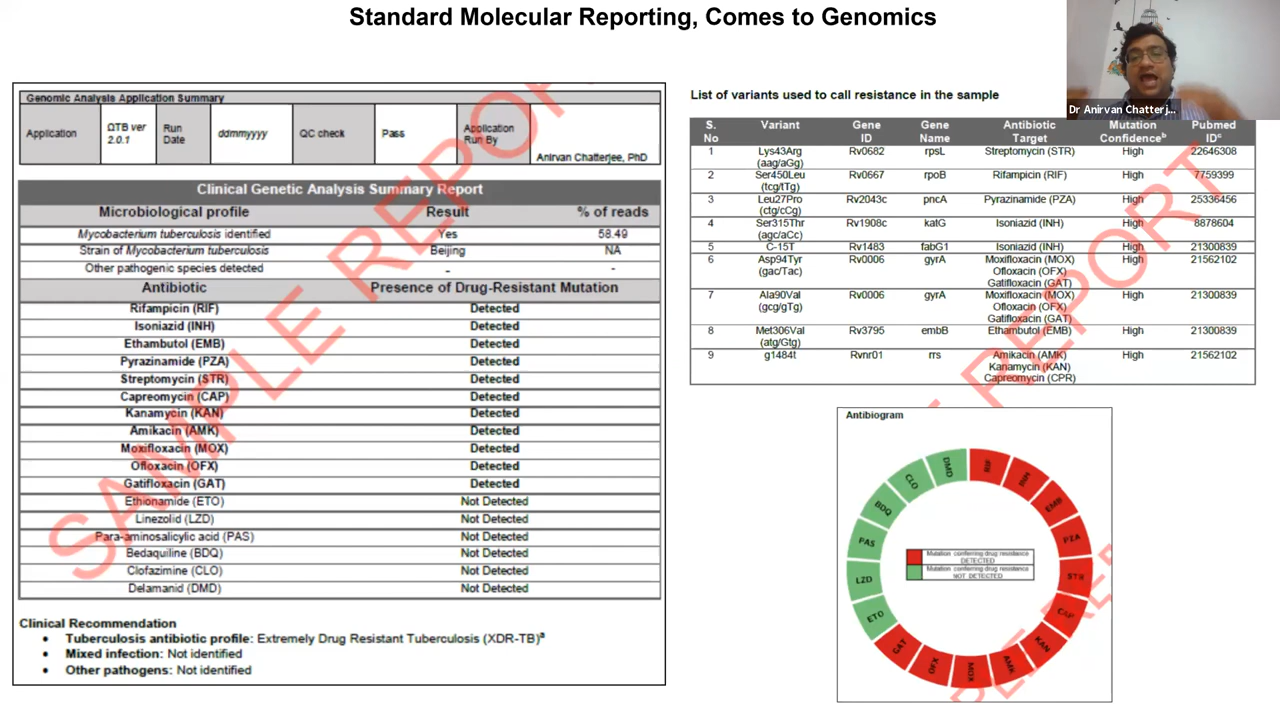 Standard Molecular Reporting, Comes to Genomics
Dr Anirvan Chatterj...
Genomic Analysis Application Summary
Application ΩTB ver 2.0.1 Run Date ddmmyyyy QC check Pass Application Run By Anirvan Chatterjee, PhD
Clinical Genetic Analysis Summary Report
Microbiological profile Result % of reads
Mycobacterium tuberculosis identified Yes 58.49
Strain of Mycobacterium tuberculosis Beijing NA
Other pathogenic species detected - -
Antibiotic Presence of Drug-Resistant Mutation
Rifampicin (RIF) Detected
Isoniazid (INH) Detected
Ethambutol (EMB) Detected
Pyrazinamide (PZA) Detected
Streptomycin (STR) Detected
Capreomycin (CAP) Detected
Kanamycin (KAN) Detected
Amikacin (AMK) Detected
Moxifloxacin (MOX) Detected
Ofloxacin (OFX) Detected
Gatifloxacin (GAT) Detected
Ethionamide (ETO) Not Detected
Linezolid (LZD) Not Detected
Para-aminosalicylic acid (PAS) Not Detected
Bedaquiline (BDQ) Not Detected
Clofazimine (CLO) Not Detected
Delamanid (DMD) Not Detected
Clinical Recommendation
• Tuberculosis antibiotic profile: Extremely Drug Resistant Tuberculosis (XDR-TB)a
• Mixed infection: Not identified
• Other pathogens: Not identified
SAMPLE REPORT
List of variants used to call resistance in the sample
S. No Variant Gene ID Gene Name Antibiotic Target Mutation Confidenceb Pubmed IDc
1 Lys43Arg (aag/aGg) Rv0682 rpsL Streptomycin (STR) High 22646308
2 Ser450Leu (tcg/tTg) Rv0667 rpoB Rifampicin (RIF) High 7759399
3 Leu27Pro (ctg/cCg) Rv2043c pncA Pyrazinamide (PZA) High 25336456
4 Ser315Thr (agc/aCc) Rv1908c katG Isoniazid (INH) High 8878604
5 C-15T Rv1483 fabG1 Isoniazid (INH) High 21300839
6 Asp94Tyr (gac/Tac) Rv0006 gyrA Moxifloxacin (MOX) Ofloxacin (OFX) Gatifloxacin (GAT) High 21562102
7 Ala90Val (gcg/gTg) Rv0006 gyrA Moxifloxacin (MOX) Ofloxacin (OFX) Gatifloxacin (GAT) High 21300839
8 Met306Val (atg/Gtg) Rv3795 embB Ethambutol (EMB) High 21300839
9 g1484t Rvnr01 rrs Amikacin (AMK) Kanamycin (KAN) Capreomycin (CPR) High 21562102
REPORT
Antibiogram
RIF
INH
EMB
PZA
STR
CAP
KAN
AMK
MOX
OFX
GAT
ETO
LZD
PAS
BDQ
CLO
DMD
Mutation conferring drug resistance DETECTED
Mutation conferring drug resistance NOT DETECTED